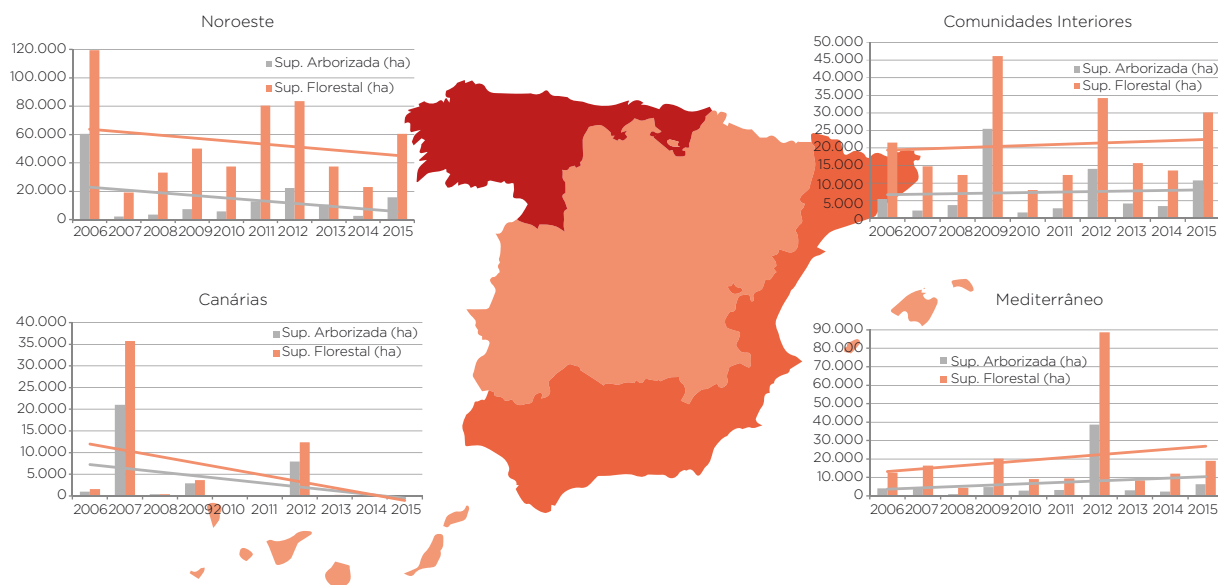 Noroeste
120.000
100.000
80.000
60.000
40.000
20.000
0
Sup. Arborizada (ha)
Sup. Florestal (ha)
2006 2007 2008 2009 2010 2011 2012 2013 2014 2015
Comunidades Interiores
50.000
45.000
40.000
35.000
30.000
25.000
20.000
15.000
10.000
5.000
0
Sup. Arborizada (ha)
Sup. Florestal (ha)
2006 2007 2008 2009 2010 2011 2012 2013 2014 2015
Canárias
40.000
35.000
30.000
25.000
20.000
15.000
10.000
5.000
0
Sup. Arborizada (ha)
Sup. Florestal (ha)
2006 2007 2008 2009 2010 2011 2012 2013 2014 2015
Mediterrâneo
90.000
80.000
70.000
60.000
50.000
40.000
30.000
20.000
10.000
0
Sup. Arborizada (ha)
Sup. Florestal (ha)
2006 2007 2008 2009 2010 2011 2012 2013 2014 2015